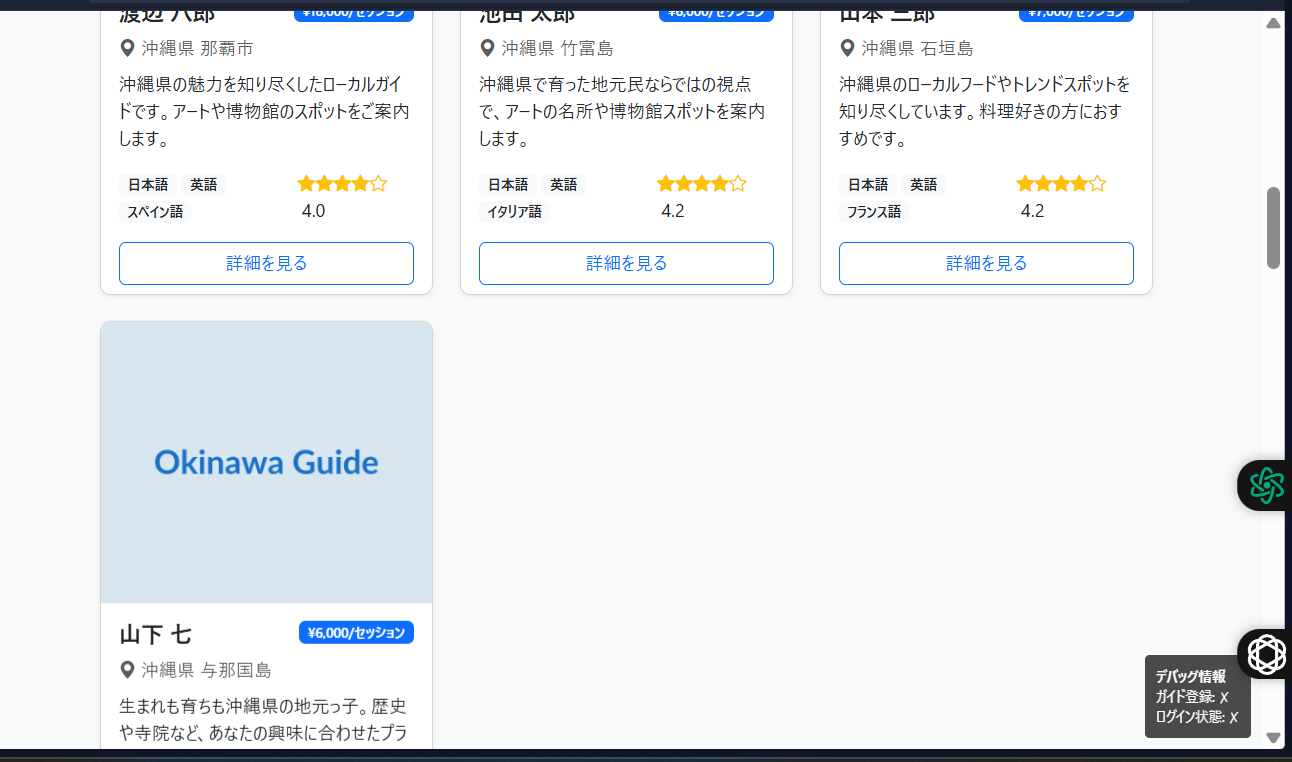 渡辺 八郎
¥18,000/セッション
沖縄県 那覇市
沖縄県の魅力を知り尽くしたローカルガイ
ドです。アートや博物館のスポットをご案内
します。
日本語 英語
スペイン語
4.0
詳細を見る
池田 太郎
¥6,000/セッション
沖縄県 竹富島
沖縄県で育った地元民ならではの視点
で、アートの名所や博物館スポットを案内
します。
日本語 英語
イタリア語
4.2
詳細を見る
山本 三郎
¥7,000/セッション
沖縄県 石垣島
沖縄県のローカルフードやトレンドスポットを
知り尽くしています。料理好きの方におす
すめです。
日本語 英語
フランス語
4.2
詳細を見る
Okinawa Guide
山下 七
¥6,000/セッション
沖縄県 与那国島
生まれも育ちも沖縄県の地元っ子。歴史
や寺院など、あなたの興味に合わせたプラ
デバッグ情報
ガイド登録: ✗
ログイン状態: ✗